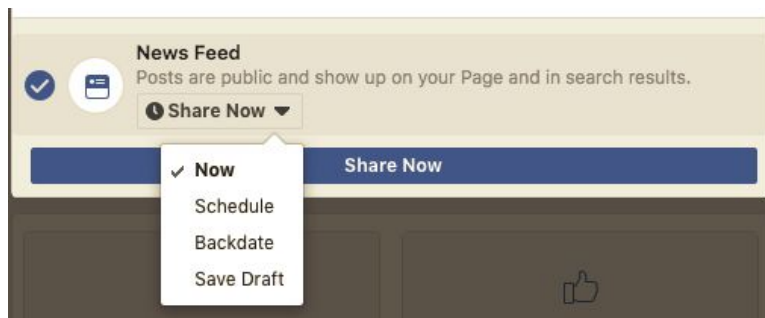 News Feed
Posts are public and show up on your Page and in search results.
Share Now
Share Now
Now
Schedule
Backdate
Save Draft